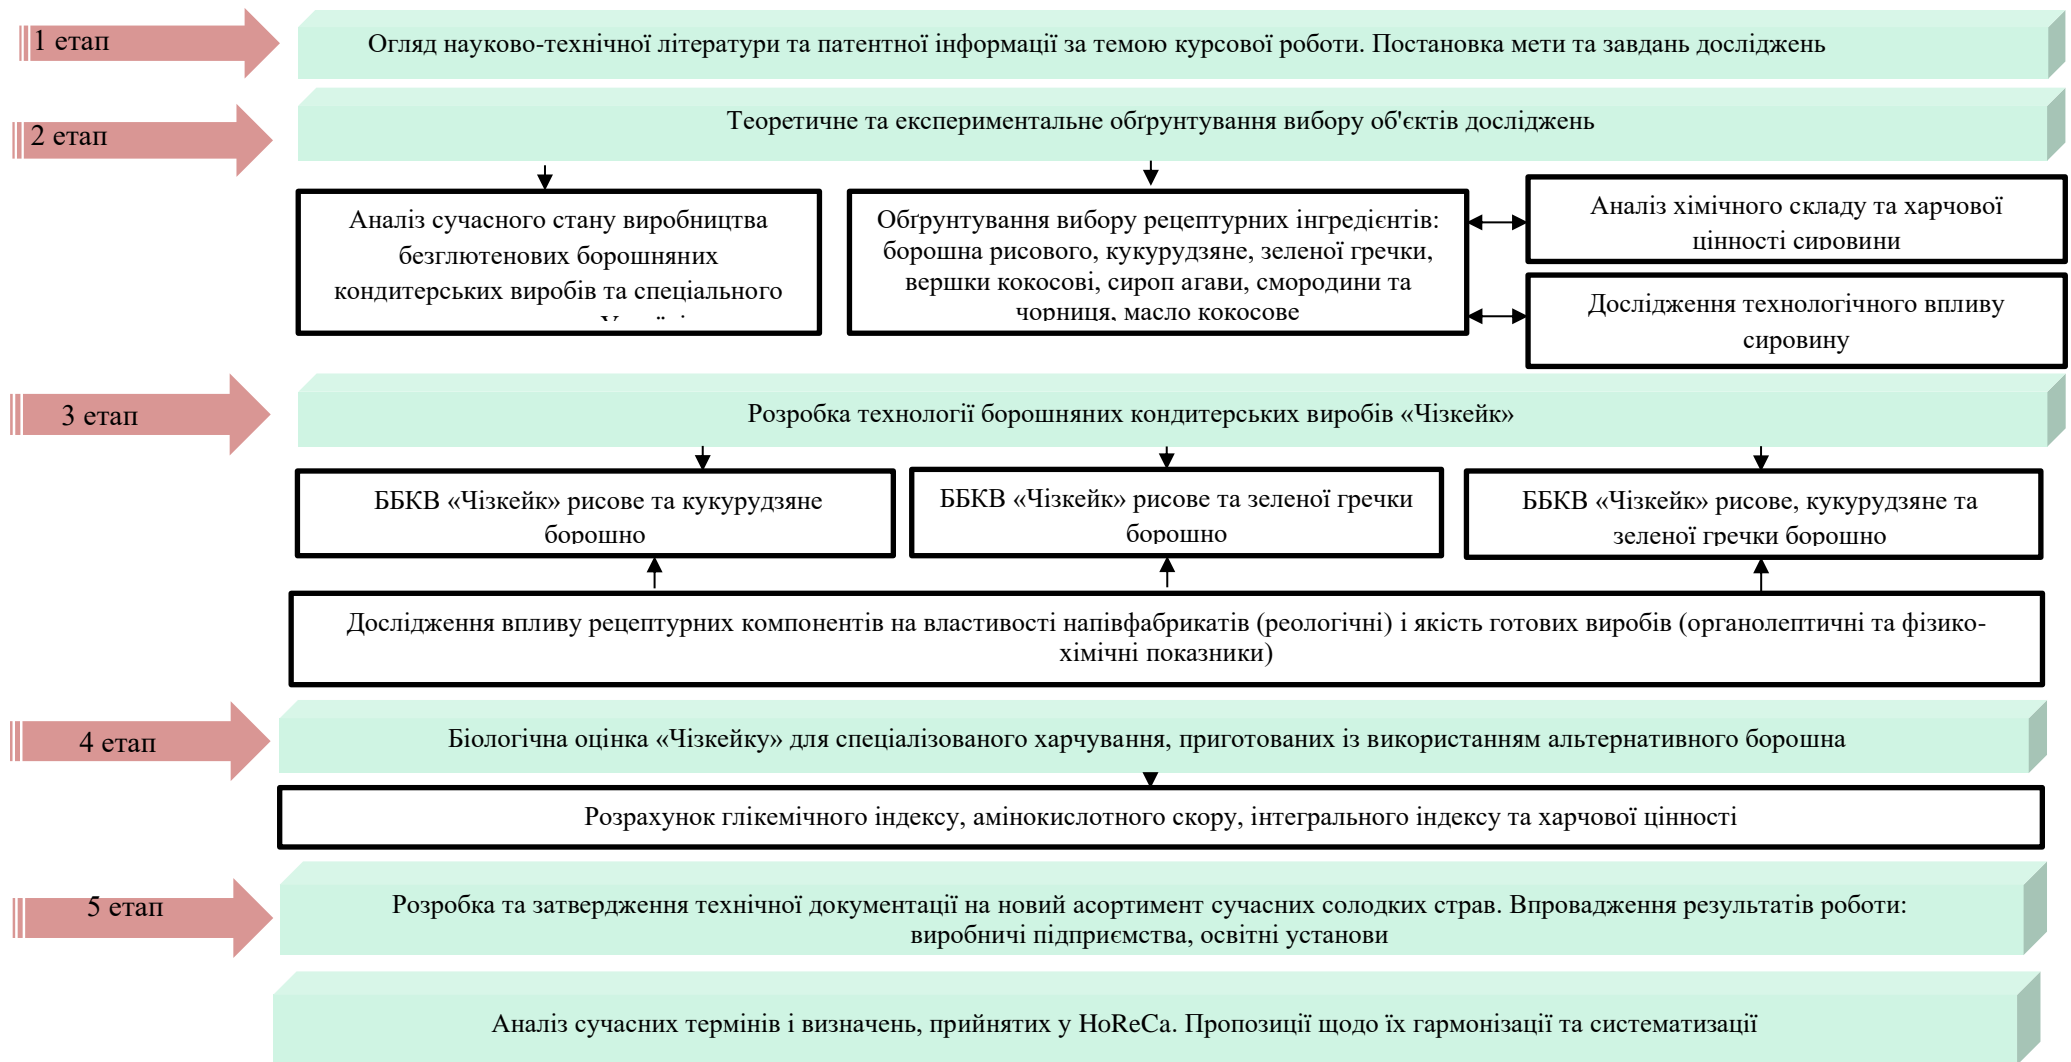 1 етап
Огляд науково-технічної літератури та патентної інформації за темою курсової роботи. Постановка мети та завдань досліджень
2 етап
Теоретичне та експериментальне обґрунтування вибору об'єктів досліджень
Аналіз сучасного стану виробництва
безглютенових борошняних
кондитерських виробів та спеціального
Обґрунтування вибору рецептурних інгредієнтів:
борошна рисового, кукурудзяне, зеленої гречки,
вершки кокосові, сироп агави, смородини та
чорниця, масло кокосове
Аналіз хімічного складу та харчової
цінності сировини
Дослідження технологічного впливу
сировину
3 етап
Розробка технології борошняних кондитерських виробів «Чізкейк»
ББКВ «Чізкейк» рисове та кукурудзяне
борошно
ББКВ «Чізкейк» рисове та зеленої гречки
борошно
ББКВ «Чізкейк» рисове, кукурудзяне та
зеленої гречки борошно
Дослідження впливу рецептурних компонентів на властивості напівфабрикатів (реологічні) і якість готових виробів (органолептичні та фізико-
хімічні показники)
4 етап
Біологічна оцінка «Чізкейку» для спеціалізованого харчування, приготованих із використанням альтернативного борошна
Розрахунок глікемічного індексу, амінокислотного скору, інтегрального індексу та харчової цінності
5 етап
Розробка та затвердження технічної документації на новий асортимент сучасних солодких страв. Впровадження результатів роботи:
виробничі підприємства, освітні установи
Аналіз сучасних термінів і визначень, прийнятих у HoReCa. Пропозиції щодо їх гармонізації та систематизації